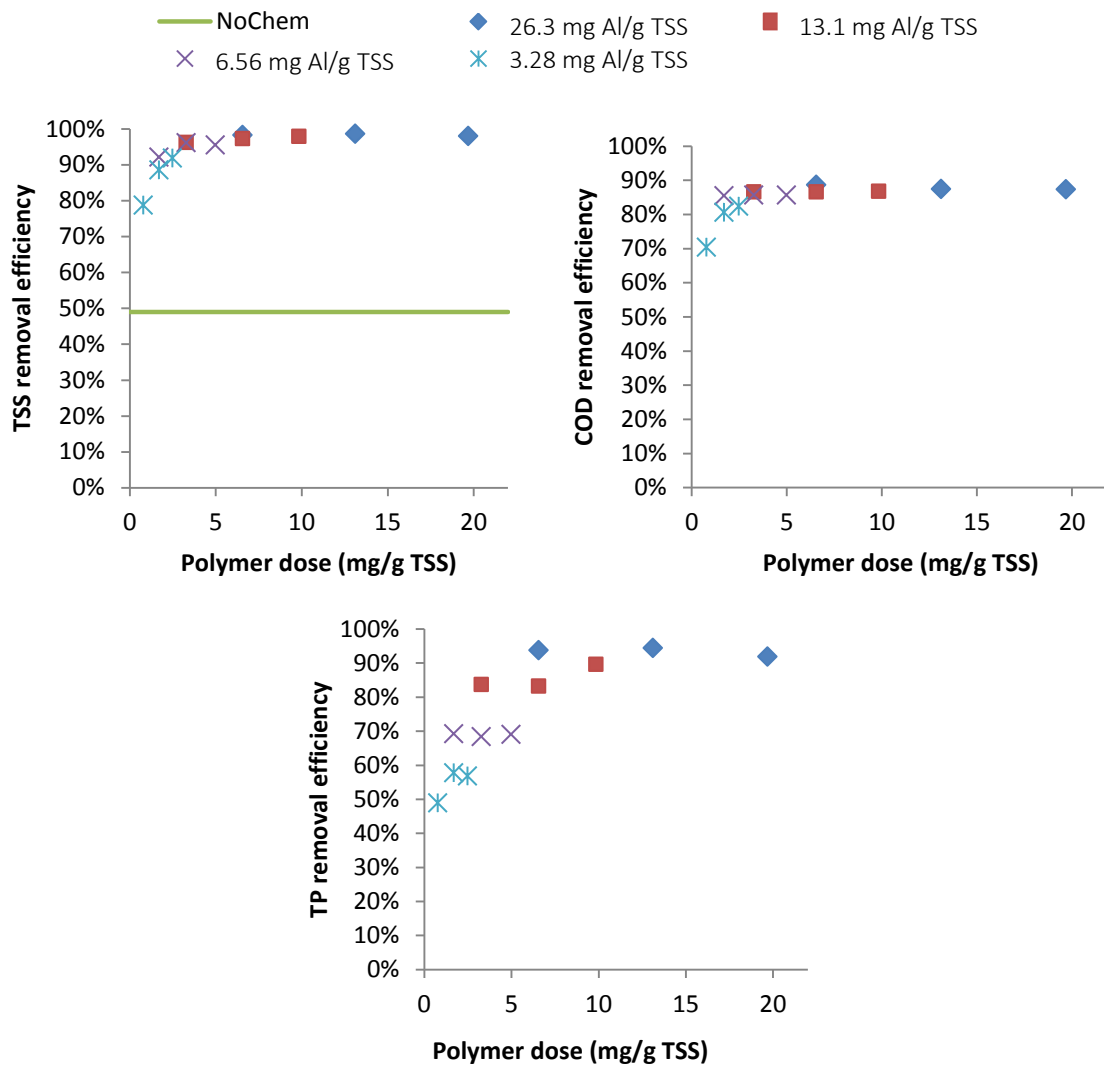 NoChem
26.3 mg Al/g TSS
13.1 mg Al/g TSS
6.56 mg Al/g TSS
3.28 mg Al/g TSS
TSS removal efficiency
100%
90%
80%
70%
60%
50%
40%
30%
20%
10%
0%
0 5 10 15 20
Polymer dose (mg/g TSS)
COD removal efficiency
100%
90%
80%
70%
60%
50%
40%
30%
20%
10%
0%
0 5 10 15 20
Polymer dose (mg/g TSS)
TP removal efficiency
100%
90%
80%
70%
60%
50%
40%
30%
20%
10%
0%
0 5 10 15 20
Polymer dose (mg/g TSS)